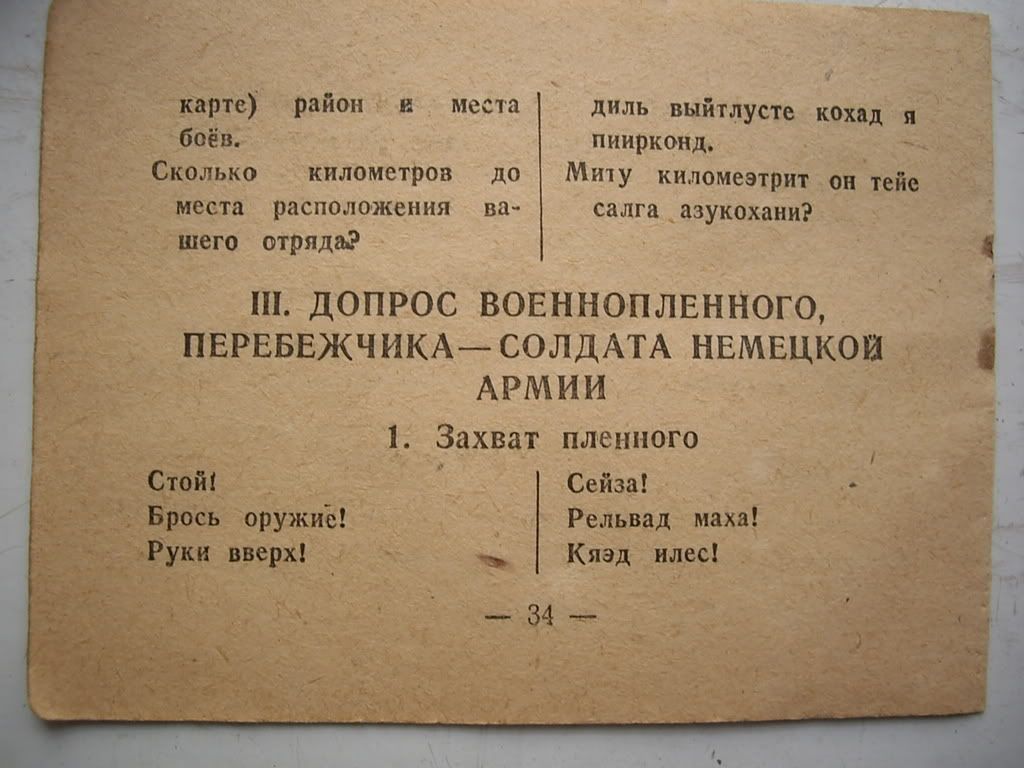 карте) район и места
боёв.
Сколько километров до
места расположения ва-
шего отряда?
диль выйтлусте кохад я
пиирконд.
Миту киломеэтрит он тейе
салга азукохани?
III. ДОПРОС ВОЕННОПЛЕННОГО,
ПЕРЕБЕЖЧИКА—СОЛДАТА НЕМЕЦКОЙ
АРМИИ
1. Захват пленного
Стой!
Брось оружие!
Руки вверх!
Сейза!
Рельвад маха!
Кяэд илес!
— 34 —